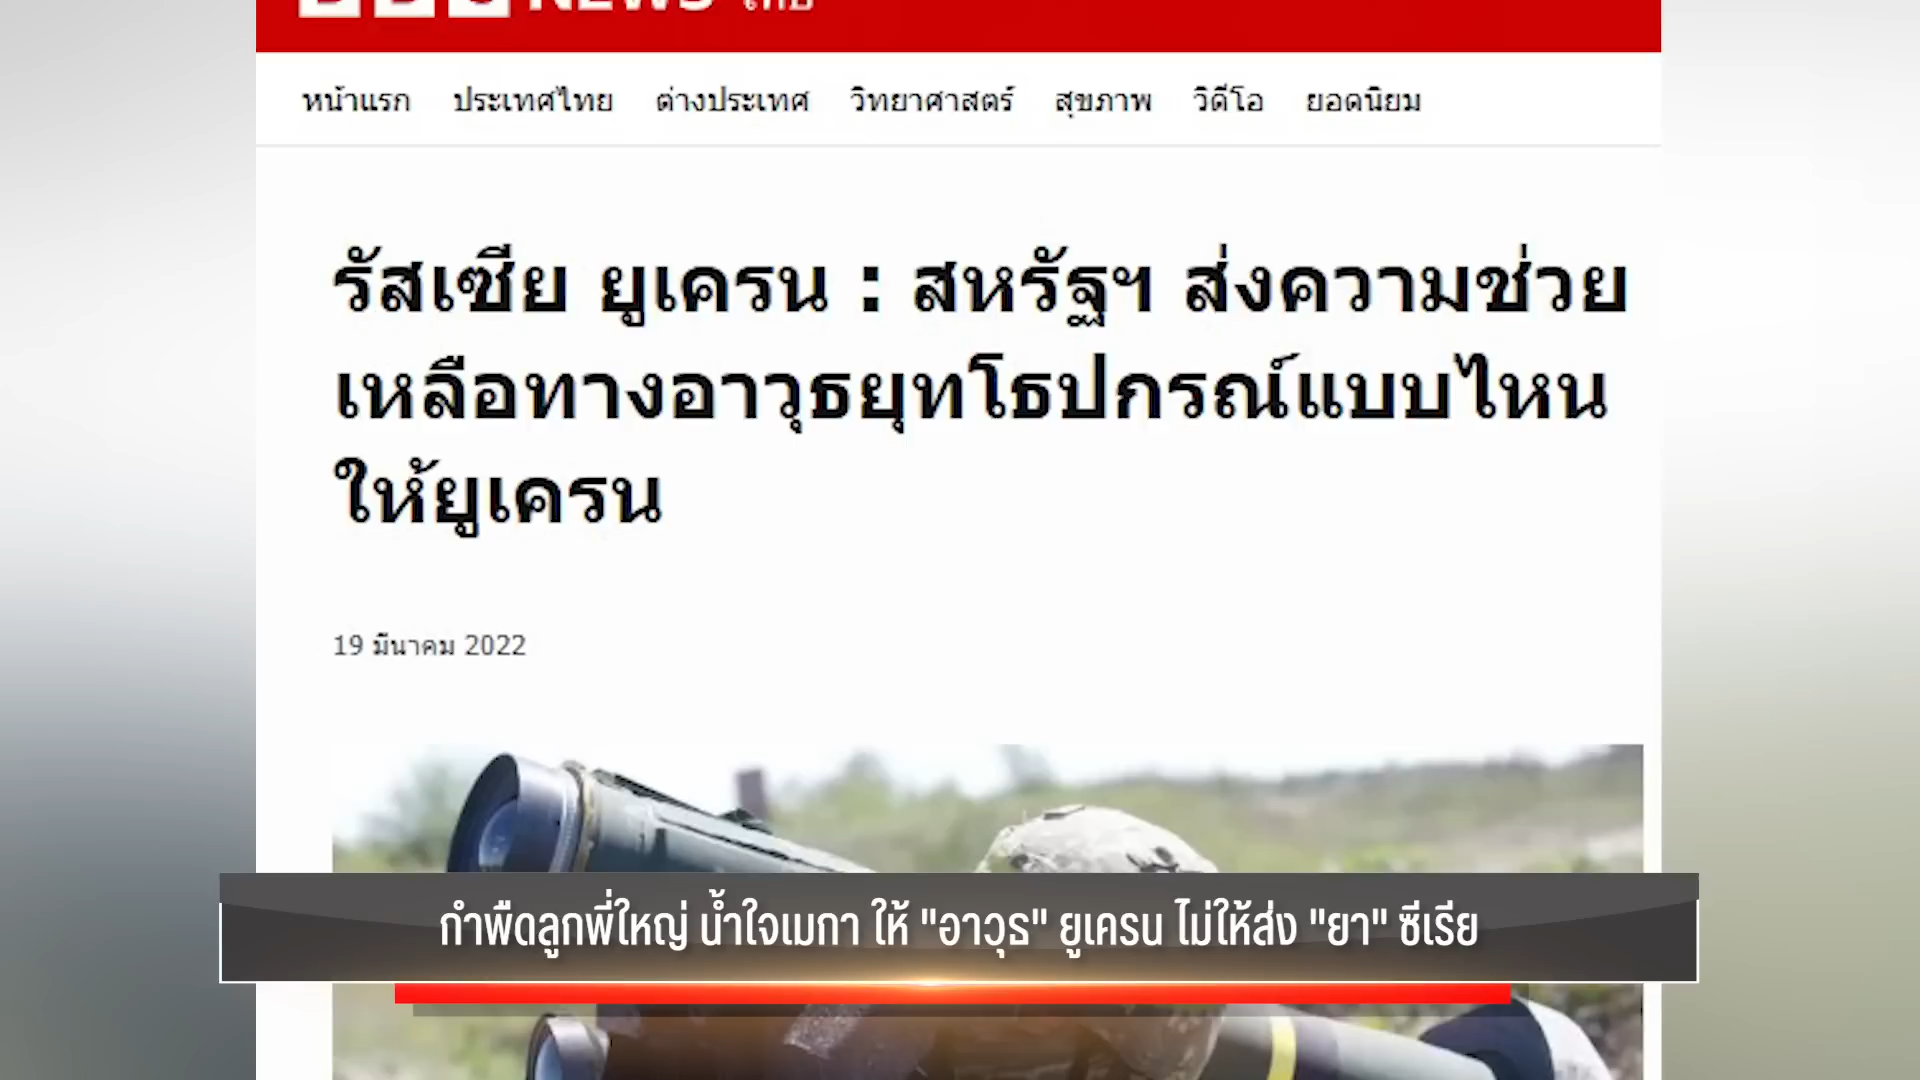 NEWS ไทย
หน้าแรก ประเทศไทย ต่างประเทศ วิทยาศาสตร์ สุขภาพ วิดีโอ ยอดนิยม
รัสเซีย ยูเครน : สหรัฐฯ ส่งความช่วย
เหลือทางอาวุธยุทโธปกรณ์แบบไหน
ให้ยูเครน
19 มีนาคม 2022
กำพืดลูกพี่ใหญ่ น้ำใจเมกา ให้ "อาวุธ" ยูเครน ไม่ให้ส่ง "ยา" ซีเรีย